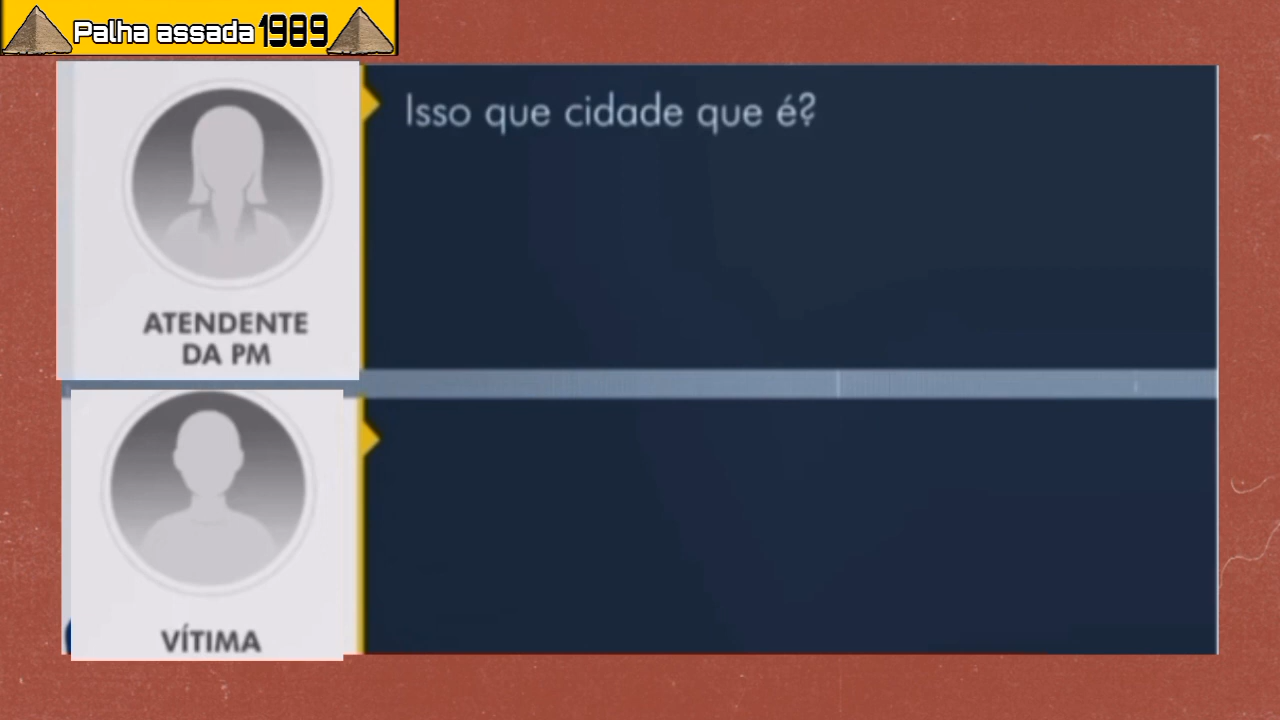 Palha assada 1989
Isso que cidade que é?
ATENDENTE
DA PM
VÍTIMA